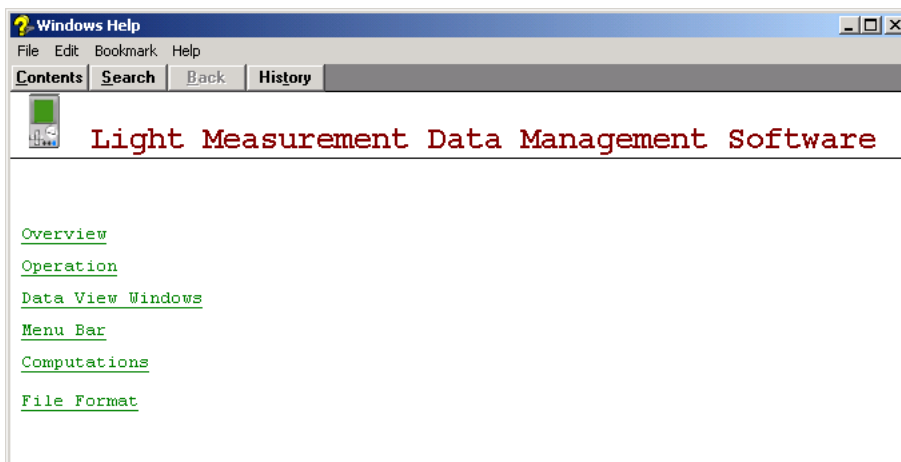 Windows Help
File Edit Bookmark Help
Contents Search Back History
Light Measurement Data Management Software
Overview
Operation
Data View Windows
Menu Bar
Computations
File Format